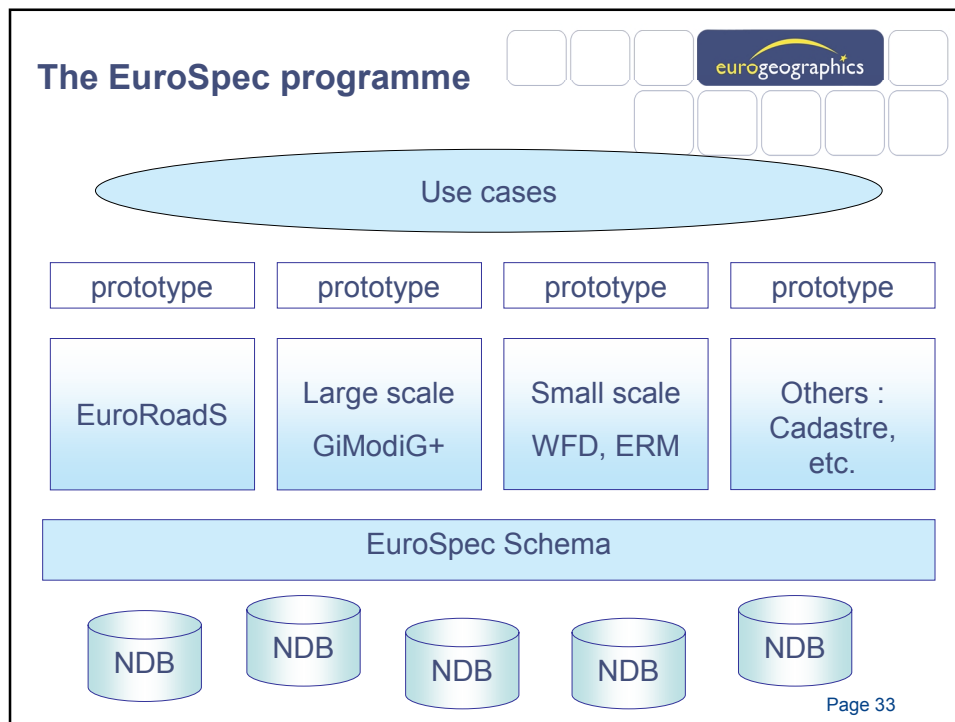 The EuroSpec programme
eurogeographics
Use cases
prototype
prototype
prototype
prototype
EuroRoadS
Large scale
GiModiG+
Small scale
WFD, ERM
Others :
Cadastre,
etc.
EuroSpec Schema
NDB
NDB
NDB
NDB
NDB
Page 33